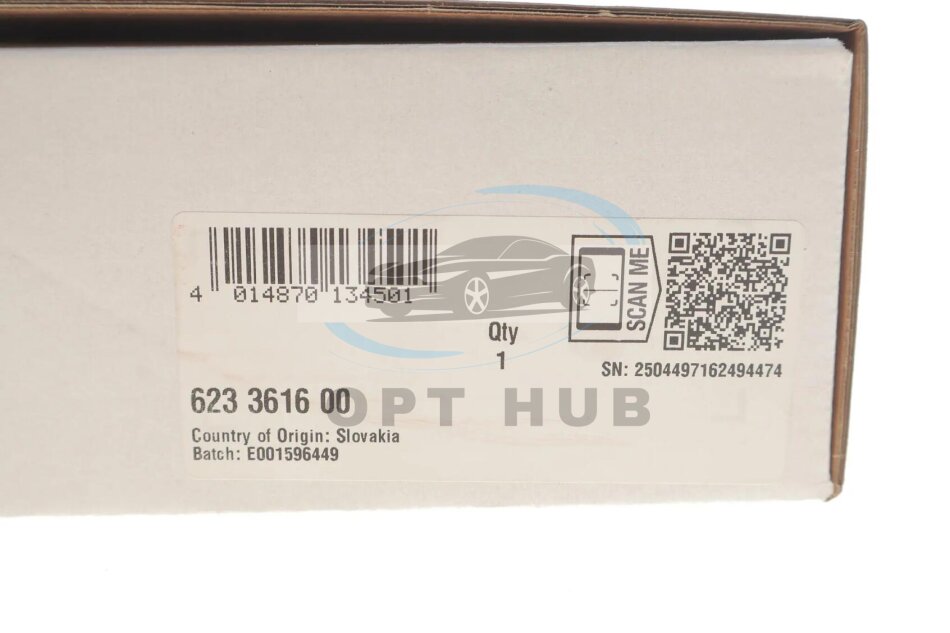 4 014870 134501
Qty
1
SCAN ME
SN: 2504497162494474
623 3616 00
OPT HUB
Country of Origin: Slovakia
Batch: E001596449